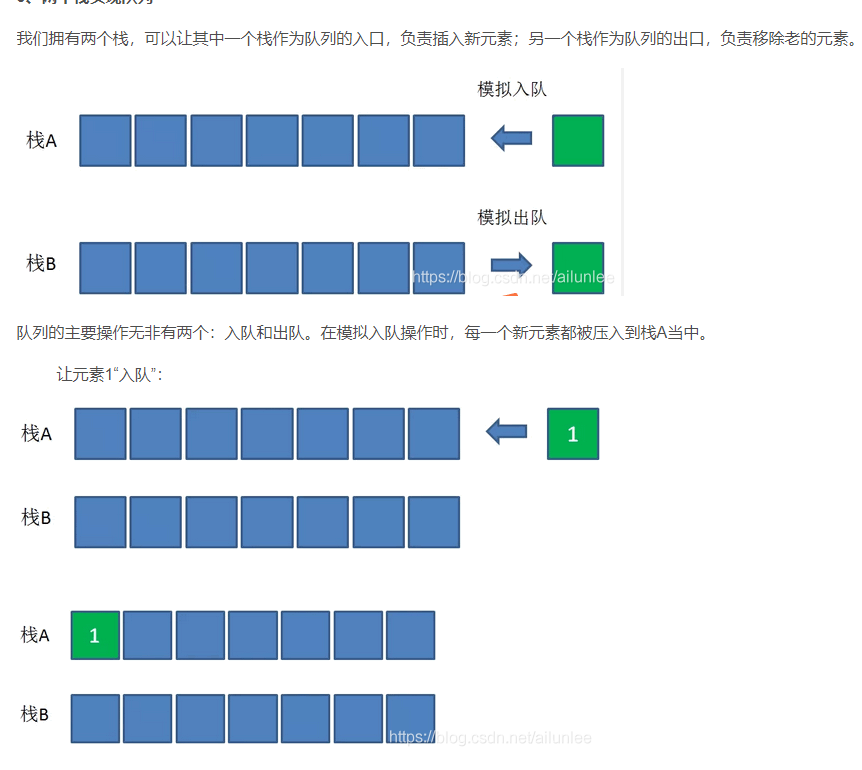 我们拥有两个栈，可以让其中一个栈作为队列的入口，负责插入新元素；另一个栈作为队列的出口，负责移除老的元素。
模拟入队
栈A
模拟出队
栈B
https://blog.csdn.net/ailunlee
队列的主要操作无非有两个：入队和出队。在模拟入队操作时，每一个新元素都被压入到栈A当中。
让元素1“入队”：
栈A 1
栈B
栈A 1
栈B
https://blog.csdn.net/ailunlee